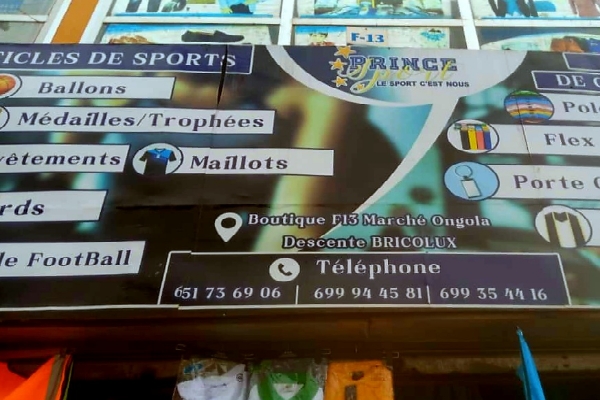 F-13
ICLES DE SPORTS
PRINCE
Sport
LE SPORT C'EST NOUS
DE
Ballons
Médailles/Trophées
vêtements
Maillots
rds
le FootBall
Flex
Porte
Boutique F13 Marché Ongola
Descente BRICOLUX
Téléphone
651 73 69 06 | 699 94 45 81 | 699 35 44 16